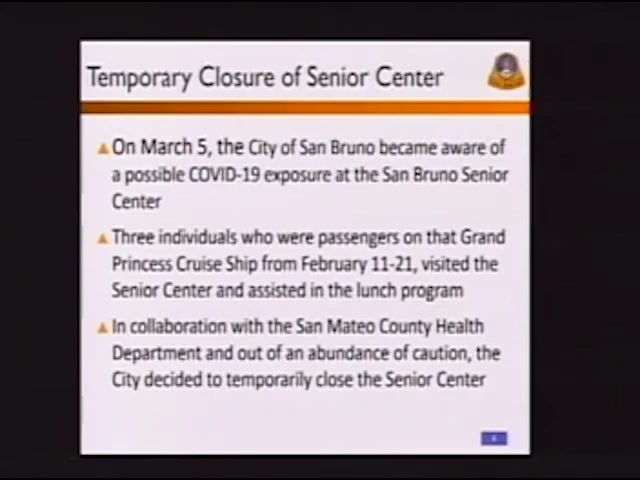 Temporary Closure of Senior Center
On March 5, the City of San Bruno became aware of
a possible COVID-19 exposure at the San Bruno Senior
Center
Three individuals who were passengers on that Grand
Princess Cruise Ship from February 11-21, visited the
Senior Center and assisted in the lunch program
In collaboration with the San Mateo County Health
Department and out of an abundance of caution, the
City decided to temporarily close the Senior Center